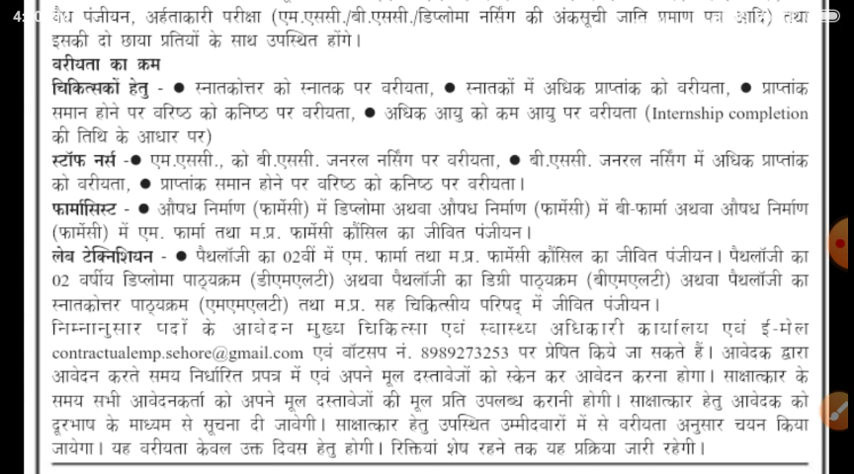 वैध पंजीयन, अर्हताकारी परीक्षा (एम.एससी./बी.एससी./डिप्लोमा नर्सिंग की अंकसूची जाति प्रमाण पत्र आदि) तथा
इसकी दो छाया प्रतियों के साथ उपस्थित होंगे।
वरीयता का क्रम
चिकित्सकों हेतु - ● स्नातकोत्तर को स्नातक पर वरीयता, ● स्नातकों में अधिक प्राप्तांक को वरीयता, ● प्राप्तांक
समान होने पर वरिष्ठ को कनिष्ठ पर वरीयता, ● अधिक आयु को कम आयु पर वरीयता (Internship completion
की तिथि के आधार पर)
स्टॉफ नर्स -● एम.एससी., को बी.एससी. जनरल नर्सिंग पर वरीयता, ● बी.एससी. जनरल नर्सिंग में अधिक प्राप्तांक
को वरीयता, ● प्राप्तांक समान होने पर वरिष्ठ को कनिष्ठ पर वरीयता।
फार्मासिस्ट - ● औषध निर्माण (फार्मेसी) में डिप्लोमा अथवा औषध निर्माण (फार्मेसी) में बी-फार्मा अथवा औषध निर्माण
(फार्मेसी) में एम. फार्मा तथा म.प्र. फार्मेसी कौंसिल का जीवित पंजीयन।
लेब टेक्निशियन - ● पैथलॉजी का 02वीं में एम. फार्मा तथा म.प्र. फार्मेसी कौंसिल का जीवित पंजीयन। पैथलॉजी का
02 वर्षीय डिप्लोमा पाठ्यक्रम (डीएमएलटी) अथवा पैथलॉजी का डिग्री पाठ्यक्रम (बीएमएलटी) अथवा पैथलॉजी का
स्नातकोत्तर पाठ्यक्रम (एमएमएलटी) तथा म.प्र. सह चिकित्सीय परिषद् में जीवित पंजीयन।
निम्नानुसार पदों के आवेदन मुख्य चिकित्सा एवं स्वास्थ्य अधिकारी कार्यालय एवं ई-मेल
contractualemp.sehore@gmail.com एवं वॉटसप नं. 8989273253 पर प्रेषित किये जा सकते हैं। आवेदक द्वारा
आवेदन करते समय निर्धारित प्रपत्र में एवं अपने मूल दस्तावेजों को स्केन कर आवेदन करना होगा। साक्षात्कार के
समय सभी आवेदनकर्ता को अपने मूल दस्तावेजों की मूल प्रति उपलब्ध करानी होगी। साक्षात्कार हेतु आवेदक को
दूरभाष के माध्यम से सूचना दी जावेगी। साक्षात्कार हेतु उपस्थित उम्मीदवारों में से वरीयता अनुसार चयन किया
जायेगा। यह वरीयता केवल उक्त दिवस हेतु होगी। रिक्तियां शेष रहने तक यह प्रक्रिया जारी रहेगी।